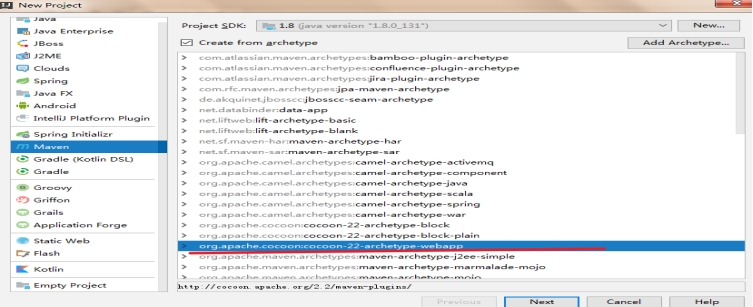 New Project
Java
Java Enterprise
JBoss
J2ME
Clouds
Spring
Java FX
Android
IntelliJ Platform Plugin
Spring Initializr
Maven
Gradle (Kotlin DSL)
Gradle
Groovy
Griffon
Grails
Application Forge
Static Web
Flash
Kotlin
Empty Project
Project SDK: 1.8 (java version "1.8.0_131") New...
Create from archetype Add Archetype...
com.atlassian.maven.archetypes:bamboo-plugin-archetype
com.atlassian.maven.archetypes:confluence-plugin-archetype
com.atlassian.maven.archetypes:jira-plugin-archetype
com.rfc.maven.archetypes:jpa-maven-archetype
de.akquinet.jbosscc:jbosscc-seam-archetype
net.databinder:data-app
net.liftweb:lift-archetype-basic
net.liftweb:lift-archetype-blank
net.sf.maven-har:maven-archetype-har
net.sf.maven-sar:maven-archetype-sar
org.apache.camel.archetypes:camel-archetype-activemq
org.apache.camel.archetypes:camel-archetype-component
org.apache.camel.archetypes:camel-archetype-java
org.apache.camel.archetypes:camel-archetype-scala
org.apache.camel.archetypes:camel-archetype-spring
org.apache.camel.archetypes:camel-archetype-war
org.apache.cocoon:cocoon-22-archetype-block
org.apache.cocoon:cocoon-22-archetype-block-plain
org.apache.cocoon:cocoon-22-archetype-webapp
org.apache.maven.archetypes:maven-archetype-j2ee-simple
org.apache.maven.archetypes:maven-archetype-marmalade-mojo
org.apache.maven.archetypes:maven-archetype-mojo
http://cocoon.apache.org/2.2/maven-plugins/
Previous Next Cancel Help